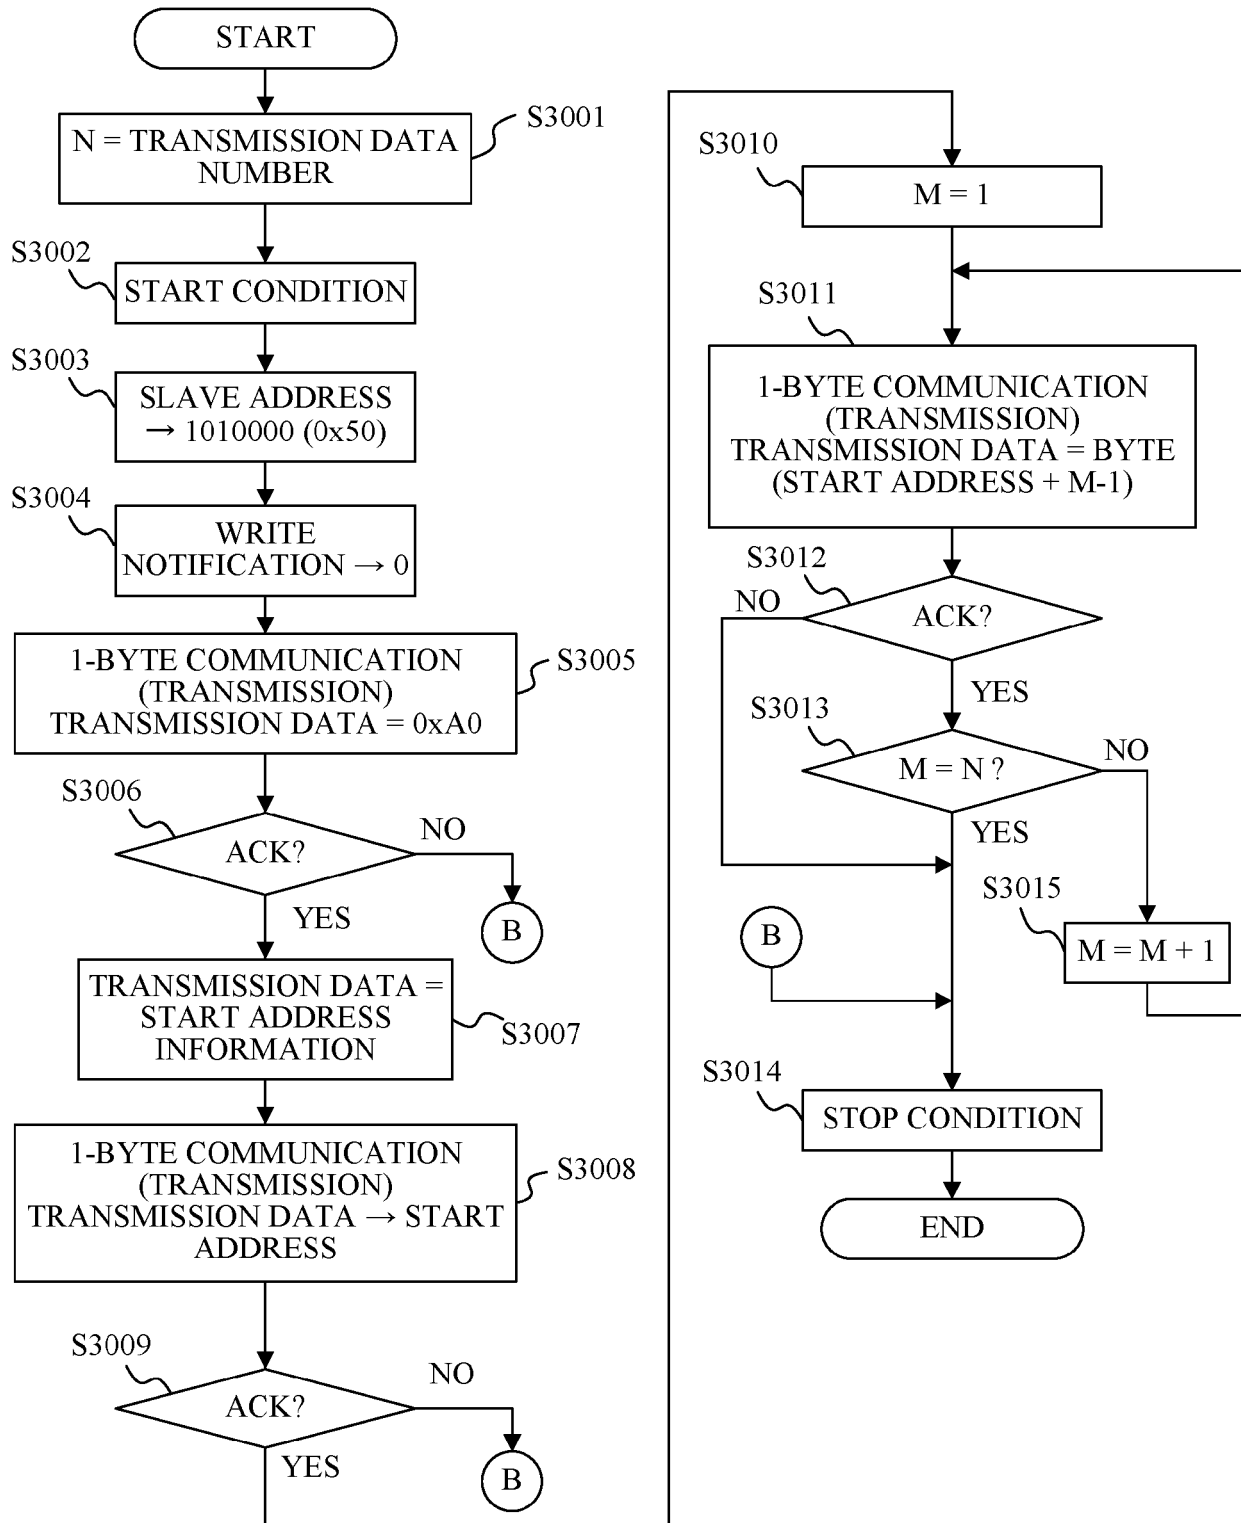 START
S3001
N = TRANSMISSION DATA
NUMBER
S3002
START CONDITION
S3003
SLAVE ADDRESS
→ 1010000 (0x50)
S3004
WRITE
NOTIFICATION → 0
S3005
1-BYTE COMMUNICATION
(TRANSMISSION)
TRANSMISSION DATA = 0xA0
S3006
ACK?
NO
B
YES
TRANSMISSION DATA =
START ADDRESS
INFORMATION
S3007
1-BYTE COMMUNICATION
(TRANSMISSION)
TRANSMISSION DATA → START
ADDRESS
S3008
S3009
ACK?
NO
B
YES
S3010
M = 1
S3011
1-BYTE COMMUNICATION
(TRANSMISSION)
TRANSMISSION DATA = BYTE
(START ADDRESS + M-1)
S3012
NO
ACK?
YES
S3013
M = N ?
NO
YES
S3015
M = M + 1
B
S3014
STOP CONDITION
END